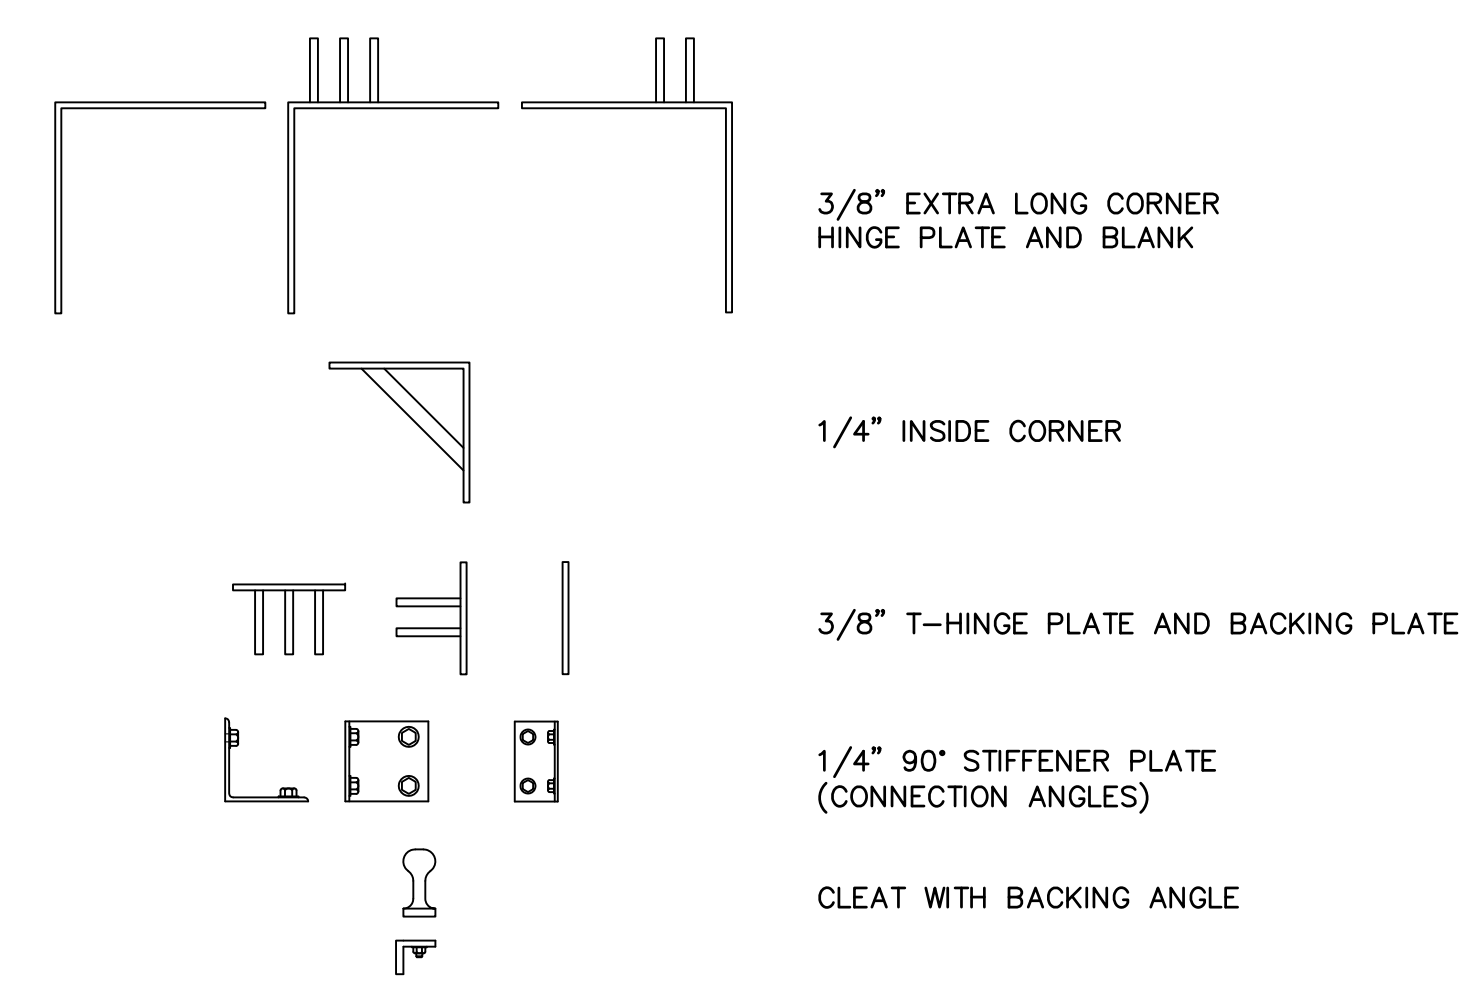 3/8” EXTRA LONG CORNER
HINGE PLATE AND BLANK
1/4” INSIDE CORNER
3/8” T-HINGE PLATE AND BACKING PLATE
1/4” 90° STIFFENER PLATE
(CONNECTION ANGLES)
CLEAT WITH BACKING ANGLE